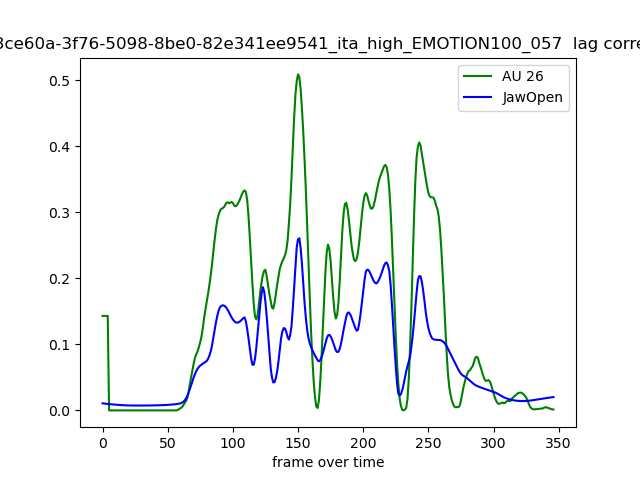 3ce60a-3f76-5098-8be0-82e341ee9541_ita_high_EMOTION100_057 lag corre
AU 26
JawOpen
0.5
0.4
0.3
0.2
0.1
0.0
0 50 100 150 200 250 300 350
frame over time